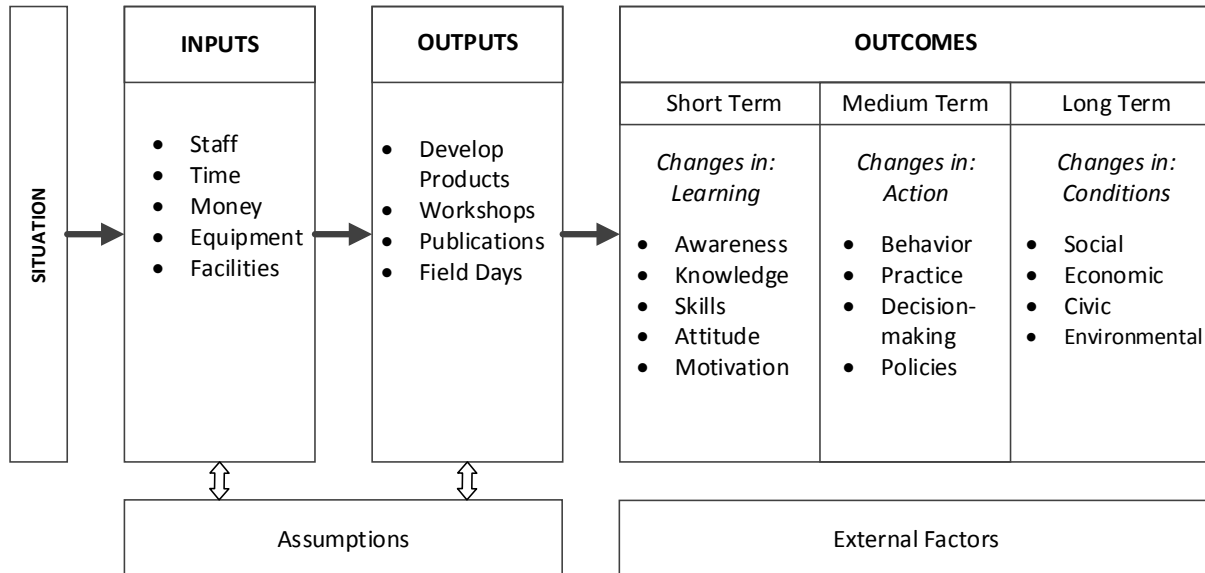 SITUATION
INPUTS
• Staff
• Time
• Money
• Equipment
• Facilities
OUTPUTS
• Develop
Products
• Workshops
• Publications
• Field Days
OUTCOMES
Short Term
Changes in:
Learning
• Awareness
• Knowledge
• Skills
• Attitude
• Motivation
Medium Term
Changes in:
Action
• Behavior
• Practice
• Decision-
making
• Policies
Long Term
Changes in:
Conditions
• Social
• Economic
• Civic
• Environmental
Assumptions
External Factors